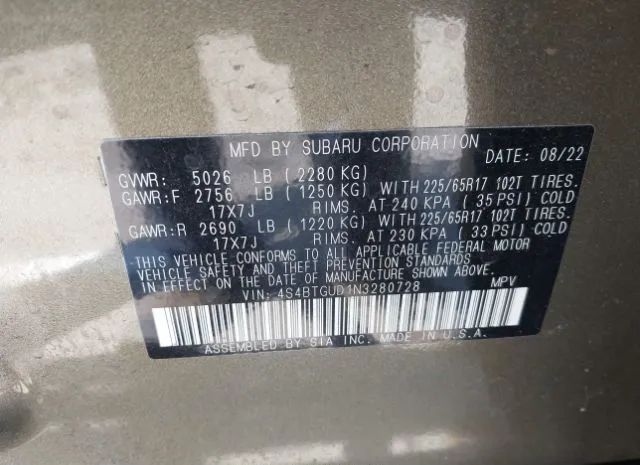 MFD BY SUBARU CORPORATION DATE: 08/22
GVWR: 5026 LB (2280 KG)
GAWR:F 2756 LB (1250 KG) WITH 225/65R17 102T TIRES.
17X7J RIMS. AT 240 KPA (35 PSI) COLD
GAWR:R 2690 LB (1220 KG) WITH 225/65R17 102T TIRES.
17X7J RIMS. AT 230 KPA (33 PSI) COLD
THIS VEHICLE CONFORMS TO ALL APPLICABLE FEDERAL MOTOR
VEHICLE SAFETY AND THEFT PREVENTION STANDARDS
IN EFFECT ON THE DATE OF MANUFACTURE SHOWN ABOVE.
VIN: 4S4BTGUD1N3280728 MPV
ASSEMBLED BY SIA INC. MADE IN U.S.A.